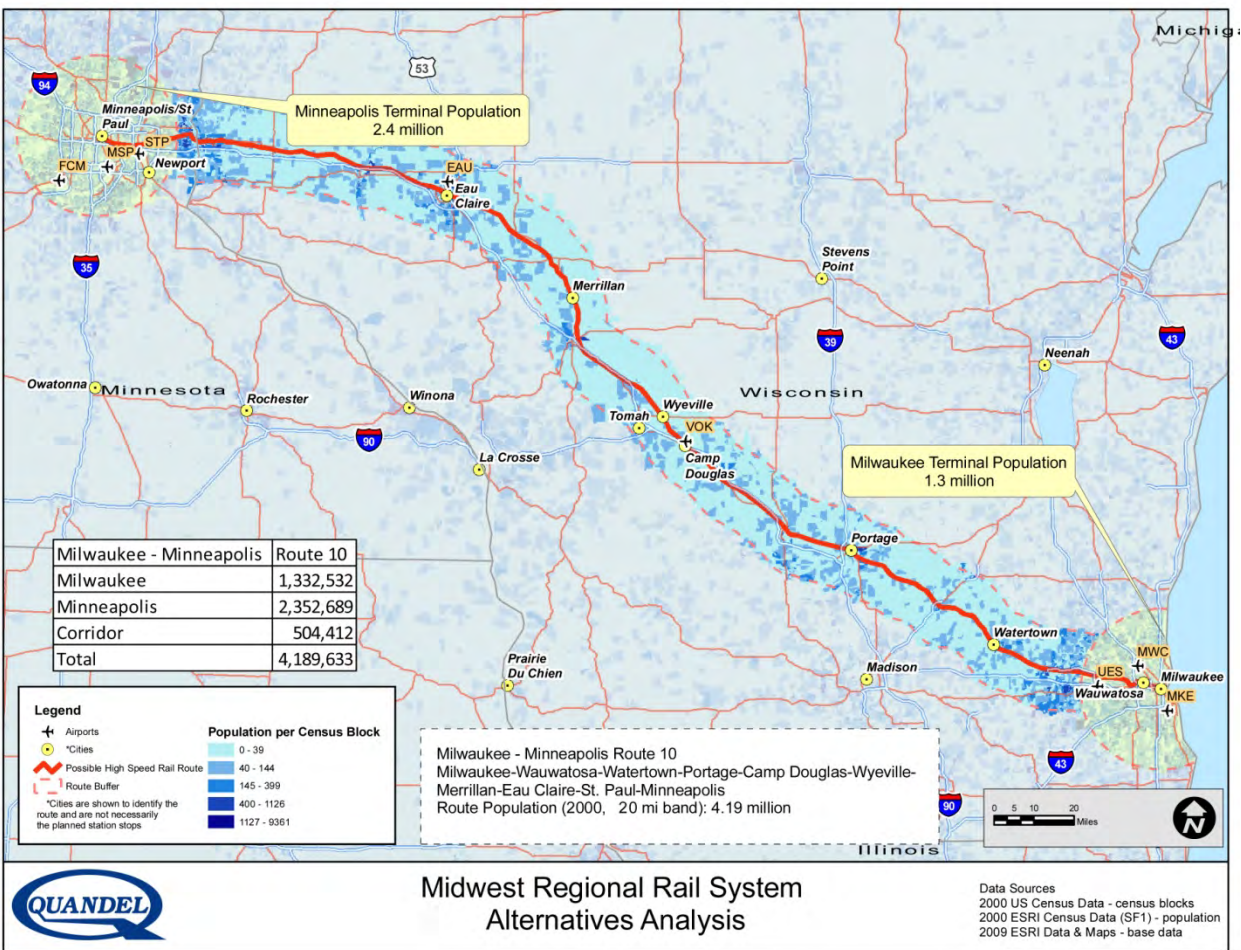 Michiga
53
94
Minneapolis Terminal Population
2.4 million
Minneapolis/St
Paul
STP
MSP
FCM
Newport
EAU
Eau
Claire
35
Stevens
Point
Merrillan
39
43
Neenah
Owatonna
Minnesota
Rochester
Winona
Wisconsin
Wyeville
Tomah
VOK
90
La Crosse
Camp
Douglas
Milwaukee Terminal Population
1.3 million
Portage
Milwaukee - Minneapolis Route 10
Milwaukee 1,332,532
Minneapolis 2,352,689
Corridor 504,412
Total 4,189,633
Watertown
Prairie
Du Chien
Madison
MWC
UES
Milwaukee
Wauwatosa
MKE
43
90
Illinois
Legend
Airports
*Cities
Possible High Speed Rail Route
Route Buffer
*Cities are shown to identify the
route and are not necessarily
the planned station stops
Population per Census Block
0 - 39
40 - 144
145 - 399
400 - 1126
1127 - 9361
Milwaukee - Minneapolis Route 10
Milwaukee-Wauwatosa-Watertown-Portage-Camp Douglas-Wyeville-
Merrillan-Eau Claire-St. Paul-Minneapolis
Route Population (2000, 20 mi band): 4.19 million
0 5 10 20
Miles
N
QUANDEL
Midwest Regional Rail System
Alternatives Analysis
Data Sources
2000 US Census Data - census blocks
2000 ESRI Census Data (SF1) - population
2009 ESRI Data & Maps - base data